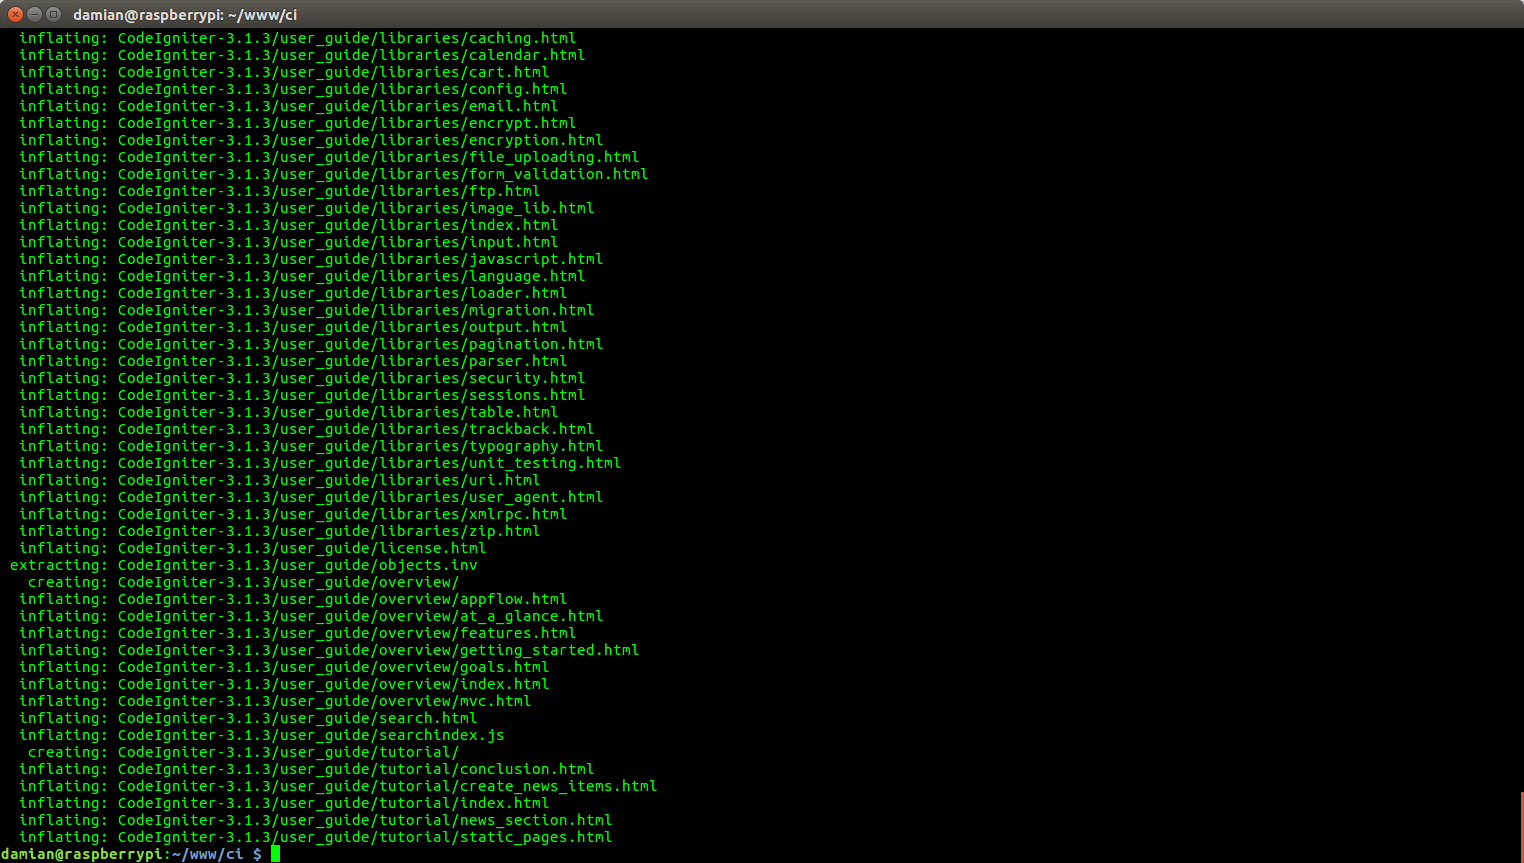 damian@raspberrypi: ~/www/ci
inflating: CodeIgniter-3.1.3/user_guide/libraries/caching.html
inflating: CodeIgniter-3.1.3/user_guide/libraries/calendar.html
inflating: CodeIgniter-3.1.3/user_guide/libraries/cart.html
inflating: CodeIgniter-3.1.3/user_guide/libraries/config.html
inflating: CodeIgniter-3.1.3/user_guide/libraries/email.html
inflating: CodeIgniter-3.1.3/user_guide/libraries/encrypt.html
inflating: CodeIgniter-3.1.3/user_guide/libraries/encryption.html
inflating: CodeIgniter-3.1.3/user_guide/libraries/file_uploading.html
inflating: CodeIgniter-3.1.3/user_guide/libraries/form_validation.html
inflating: CodeIgniter-3.1.3/user_guide/libraries/ftp.html
inflating: CodeIgniter-3.1.3/user_guide/libraries/image_lib.html
inflating: CodeIgniter-3.1.3/user_guide/libraries/index.html
inflating: CodeIgniter-3.1.3/user_guide/libraries/input.html
inflating: CodeIgniter-3.1.3/user_guide/libraries/javascript.html
inflating: CodeIgniter-3.1.3/user_guide/libraries/language.html
inflating: CodeIgniter-3.1.3/user_guide/libraries/loader.html
inflating: CodeIgniter-3.1.3/user_guide/libraries/migration.html
inflating: CodeIgniter-3.1.3/user_guide/libraries/output.html
inflating: CodeIgniter-3.1.3/user_guide/libraries/pagination.html
inflating: CodeIgniter-3.1.3/user_guide/libraries/parser.html
inflating: CodeIgniter-3.1.3/user_guide/libraries/security.html
inflating: CodeIgniter-3.1.3/user_guide/libraries/sessions.html
inflating: CodeIgniter-3.1.3/user_guide/libraries/table.html
inflating: CodeIgniter-3.1.3/user_guide/libraries/trackback.html
inflating: CodeIgniter-3.1.3/user_guide/libraries/typography.html
inflating: CodeIgniter-3.1.3/user_guide/libraries/unit_testing.html
inflating: CodeIgniter-3.1.3/user_guide/libraries/uri.html
inflating: CodeIgniter-3.1.3/user_guide/libraries/user_agent.html
inflating: CodeIgniter-3.1.3/user_guide/libraries/xmlrpc.html
inflating: CodeIgniter-3.1.3/user_guide/libraries/zip.html
inflating: CodeIgniter-3.1.3/user_guide/license.html
extracting: CodeIgniter-3.1.3/user_guide/objects.inv
creating: CodeIgniter-3.1.3/user_guide/overview/
inflating: CodeIgniter-3.1.3/user_guide/overview/appflow.html
inflating: CodeIgniter-3.1.3/user_guide/overview/at_a_glance.html
inflating: CodeIgniter-3.1.3/user_guide/overview/features.html
inflating: CodeIgniter-3.1.3/user_guide/overview/getting_started.html
inflating: CodeIgniter-3.1.3/user_guide/overview/goals.html
inflating: CodeIgniter-3.1.3/user_guide/overview/index.html
inflating: CodeIgniter-3.1.3/user_guide/overview/mvc.html
inflating: CodeIgniter-3.1.3/user_guide/search.html
inflating: CodeIgniter-3.1.3/user_guide/searchindex.js
creating: CodeIgniter-3.1.3/user_guide/tutorial/
inflating: CodeIgniter-3.1.3/user_guide/tutorial/conclusion.html
inflating: CodeIgniter-3.1.3/user_guide/tutorial/create_news_items.html
inflating: CodeIgniter-3.1.3/user_guide/tutorial/index.html
inflating: CodeIgniter-3.1.3/user_guide/tutorial/news_section.html
inflating: CodeIgniter-3.1.3/user_guide/tutorial/static_pages.html
damian@raspberrypi:~/www/ci $